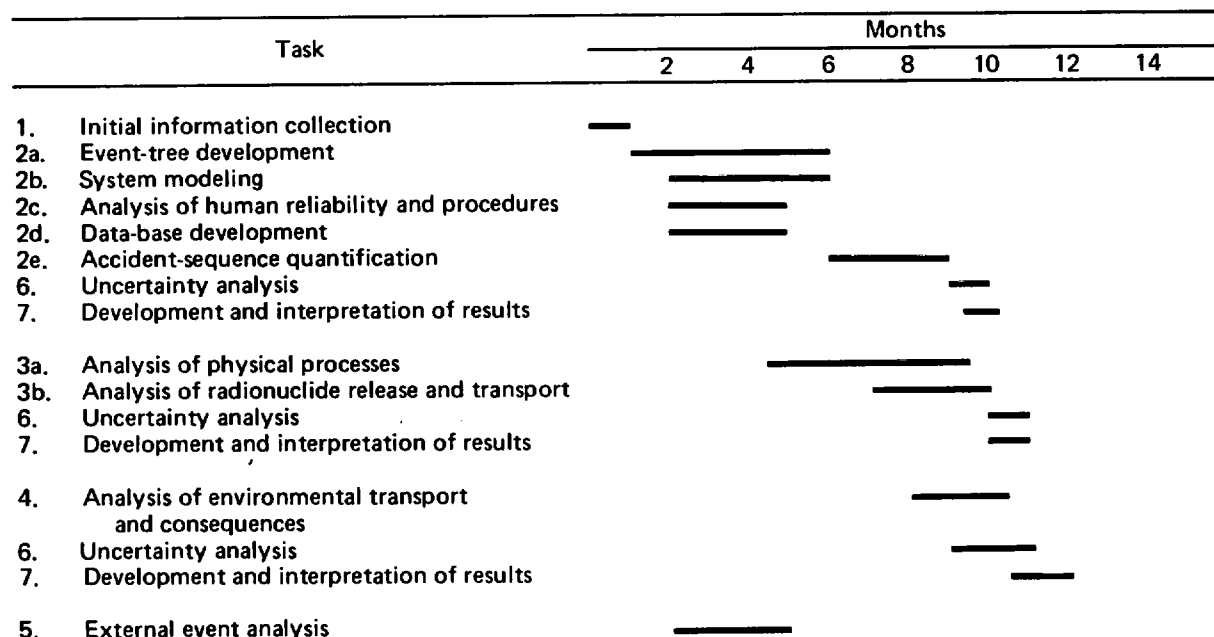 Task
Months
2 4 6 8 10 12 14
1. Initial information collection
2a. Event-tree development
2b. System modeling
2c. Analysis of human reliability and procedures
2d. Data-base development
2e. Accident-sequence quantification
6. Uncertainty analysis
7. Development and interpretation of results
3a. Analysis of physical processes
3b. Analysis of radionuclide release and transport
6. Uncertainty analysis
7. Development and interpretation of results
4. Analysis of environmental transport
and consequences
6. Uncertainty analysis
7. Development and interpretation of results
5. External event analysis